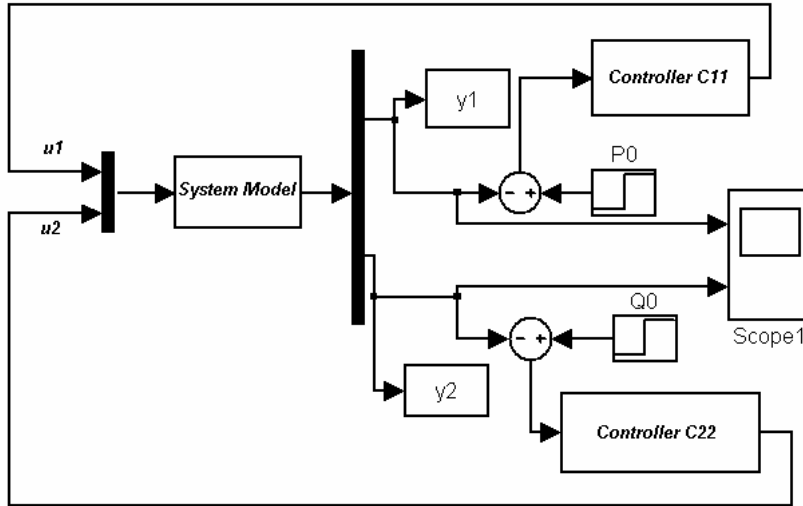 Controller C11
y1
u1
P0
System Model
- +
u2
Q0
- +
Scope1
y2
Controller C22